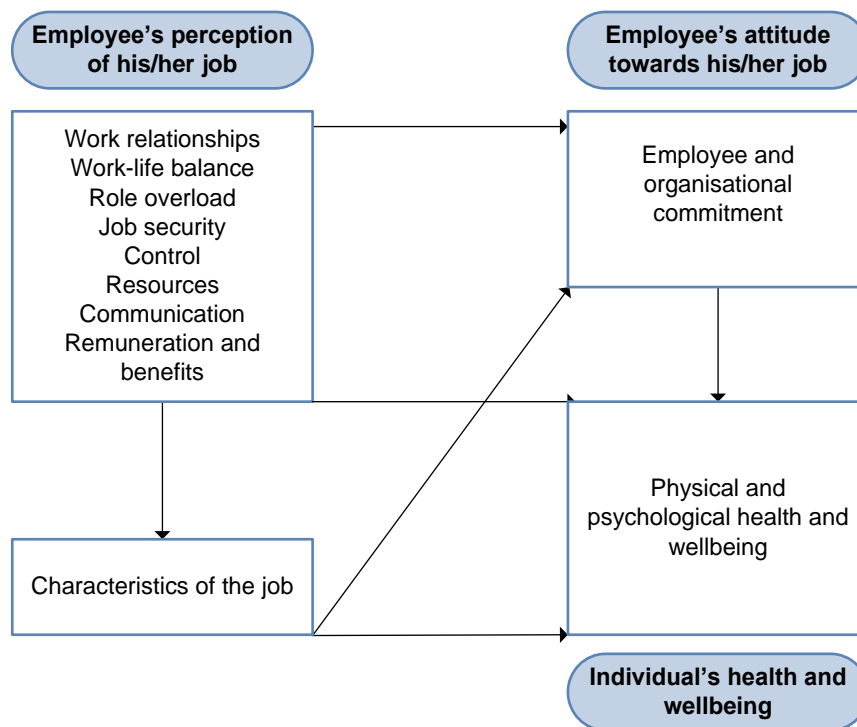 Employee’s perception
of his/her job
Employee’s attitude
towards his/her job
Work relationships
Work-life balance
Role overload
Job security
Control
Resources
Communication
Remuneration and
benefits
Employee and
organisational
commitment
Characteristics of the job
Physical and
psychological health and
wellbeing
Individual’s health and
wellbeing